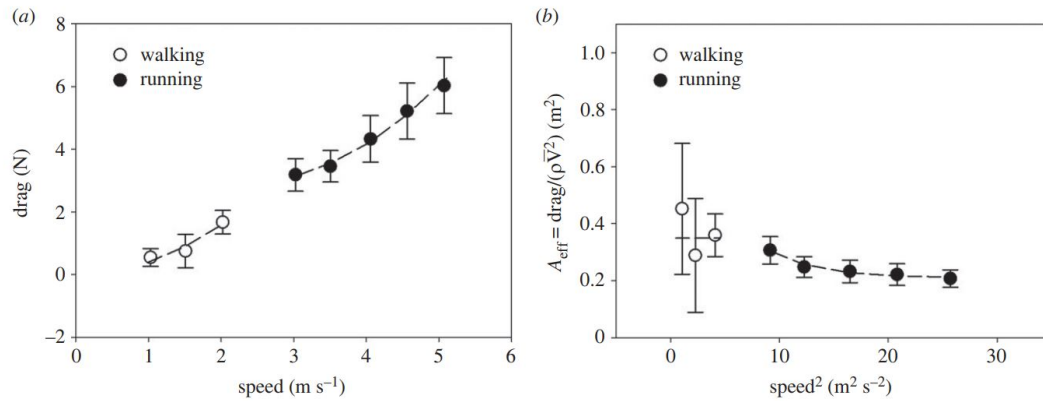 (a)
8
6
4
2
0
−2
drag (N)
walking
running
0 1 2 3 4 5 6
speed (m s⁻¹)
(b)
1.0
0.8
0.6
0.4
0.2
0
A_eff = drag/(ρV̅²) (m²)
walking
running
0 10 20 30
speed² (m² s⁻²)